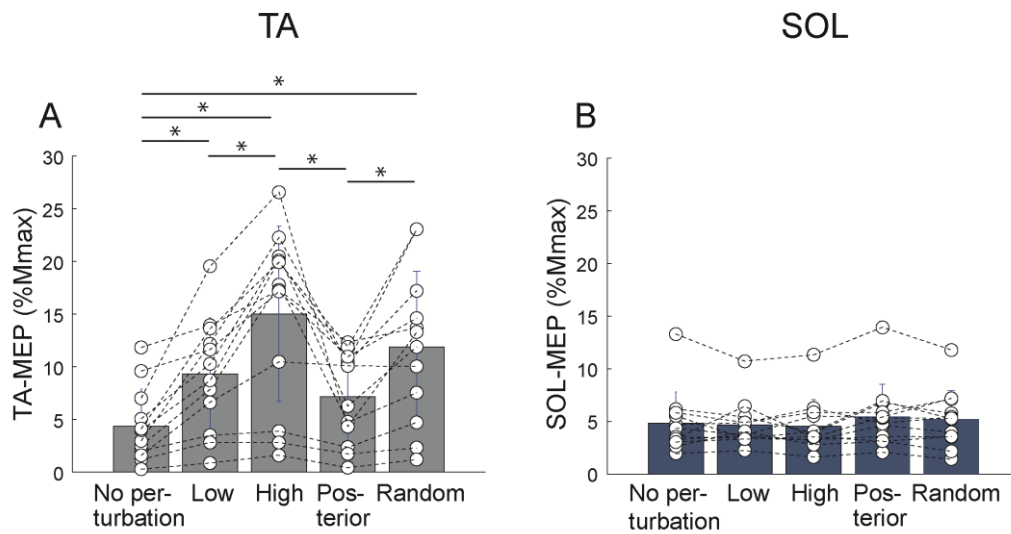 TA
SOL
*
*
*
*
*
*
A
TA-MEP (%Mmax)
30
25
20
15
10
5
0
No per-
turbation
Low
High
Pos-
terior
Random
B
SOL-MEP (%Mmax)
30
25
20
15
10
5
0
No per-
turbation
Low
High
Pos-
terior
Random